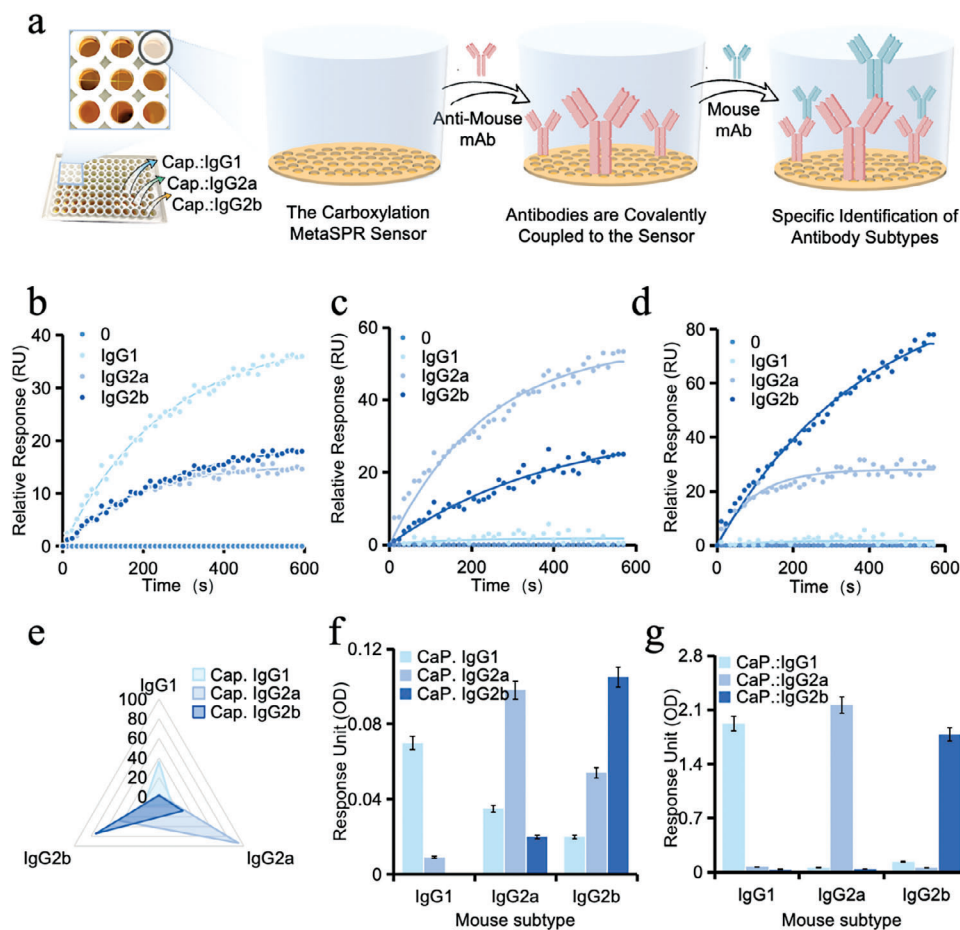 a
Cap.:IgG1
Cap.:IgG2a
Cap.:IgG2b
Anti-Mouse
mAb
Mouse
mAb
The Carboxylation
MetaSPR Sensor
Antibodies are Covalently
Coupled to the Sensor
Specific Identification of
Antibody Subtypes
b
Relative Response (RU)
40
30
20
10
0
0
IgG1
IgG2a
IgG2b
0
200
400
600
Time (s)
c
Relative Response (RU)
60
40
20
0
0
IgG1
IgG2a
IgG2b
0
200
400
600
Time (s)
d
Relative Response (RU)
80
60
40
20
0
0
IgG1
IgG2a
IgG2b
0
200
400
600
Time (s)
e
Cap. IgG1
Cap. IgG2a
Cap. IgG2b
IgG1
100
80
60
40
20
0
IgG2b
IgG2a
f
Response Unit (OD)
0.12
0.08
0.04
0
CaP. IgG1
CaP. IgG2a
CaP. IgG2b
IgG1
IgG2a
IgG2b
Mouse subtype
g
Response Unit (OD)
2.8
2.1
1.4
0.7
0
CaP.:IgG1
CaP.:IgG2a
CaP.:IgG2b
IgG1
IgG2a
IgG2b
Mouse subtype